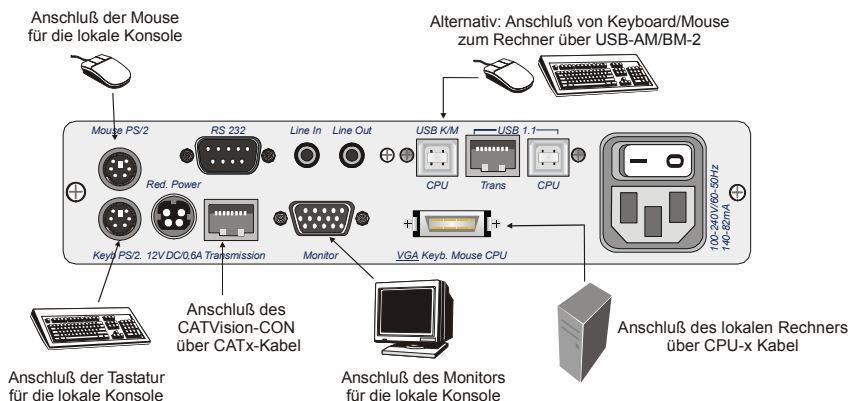 Anschluß der Mouse
für die lokale Konsole
Alternativ: Anschluß von Keyboard/Mouse
zum Rechner über USB-AM/BM-2
Mouse PS/2
RS 232
Line In
Line Out
USB K/M
USB 1.1
CPU
Trans
CPU
Red. Power
Keyb PS/2.
12V DC/0,6A
Transmission
Monitor
VGA Keyb. Mouse CPU
100-240V/60-50Hz
140-82mA
Anschluß des
CATVision-CON
über CATx-Kabel
Anschluß des lokalen Rechners
über CPU-x Kabel
Anschluß der Tastatur
für die lokale Konsole
Anschluß des Monitors
für die lokale Konsole